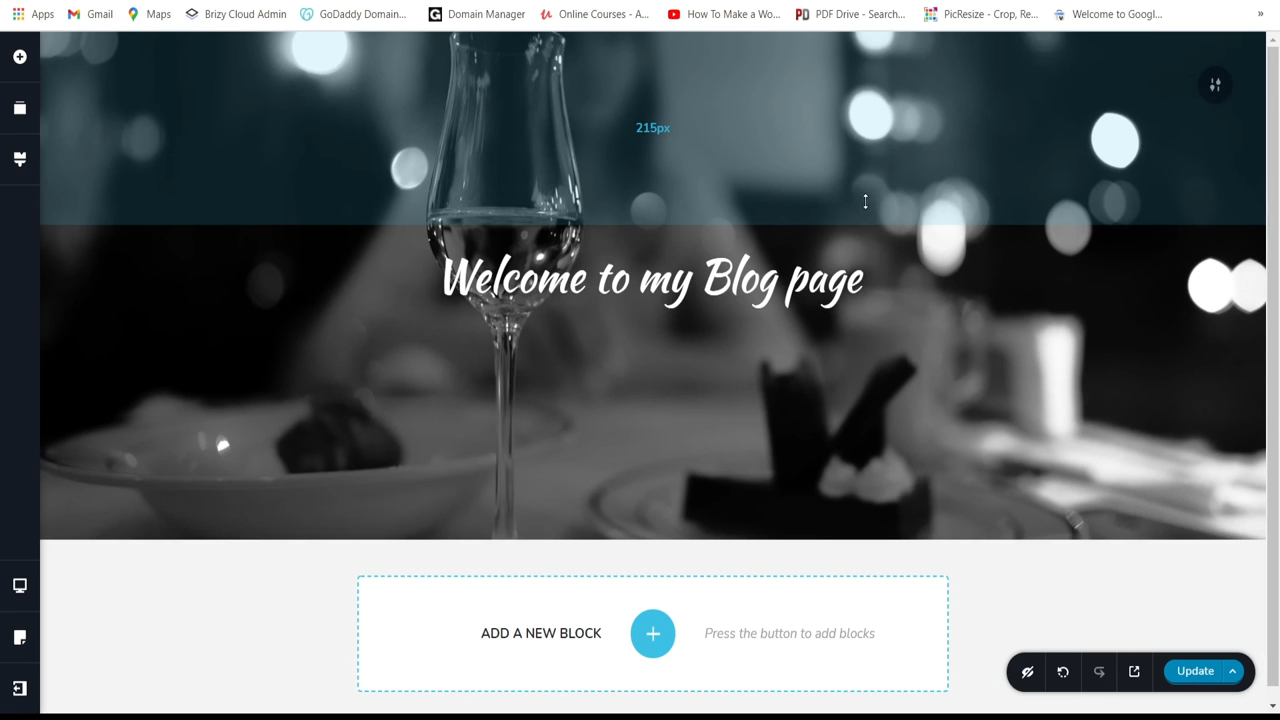 Apps
Gmail
Maps
Brizy Cloud Admin
GoDaddy Domain...
Domain Manager
Online Courses - A...
How To Make a Wo...
PDF Drive - Search...
PicResize - Crop, Re...
Welcome to Googl...
»
215px
Welcome to my Blog page
ADD A NEW BLOCK
Press the button to add blocks
Update